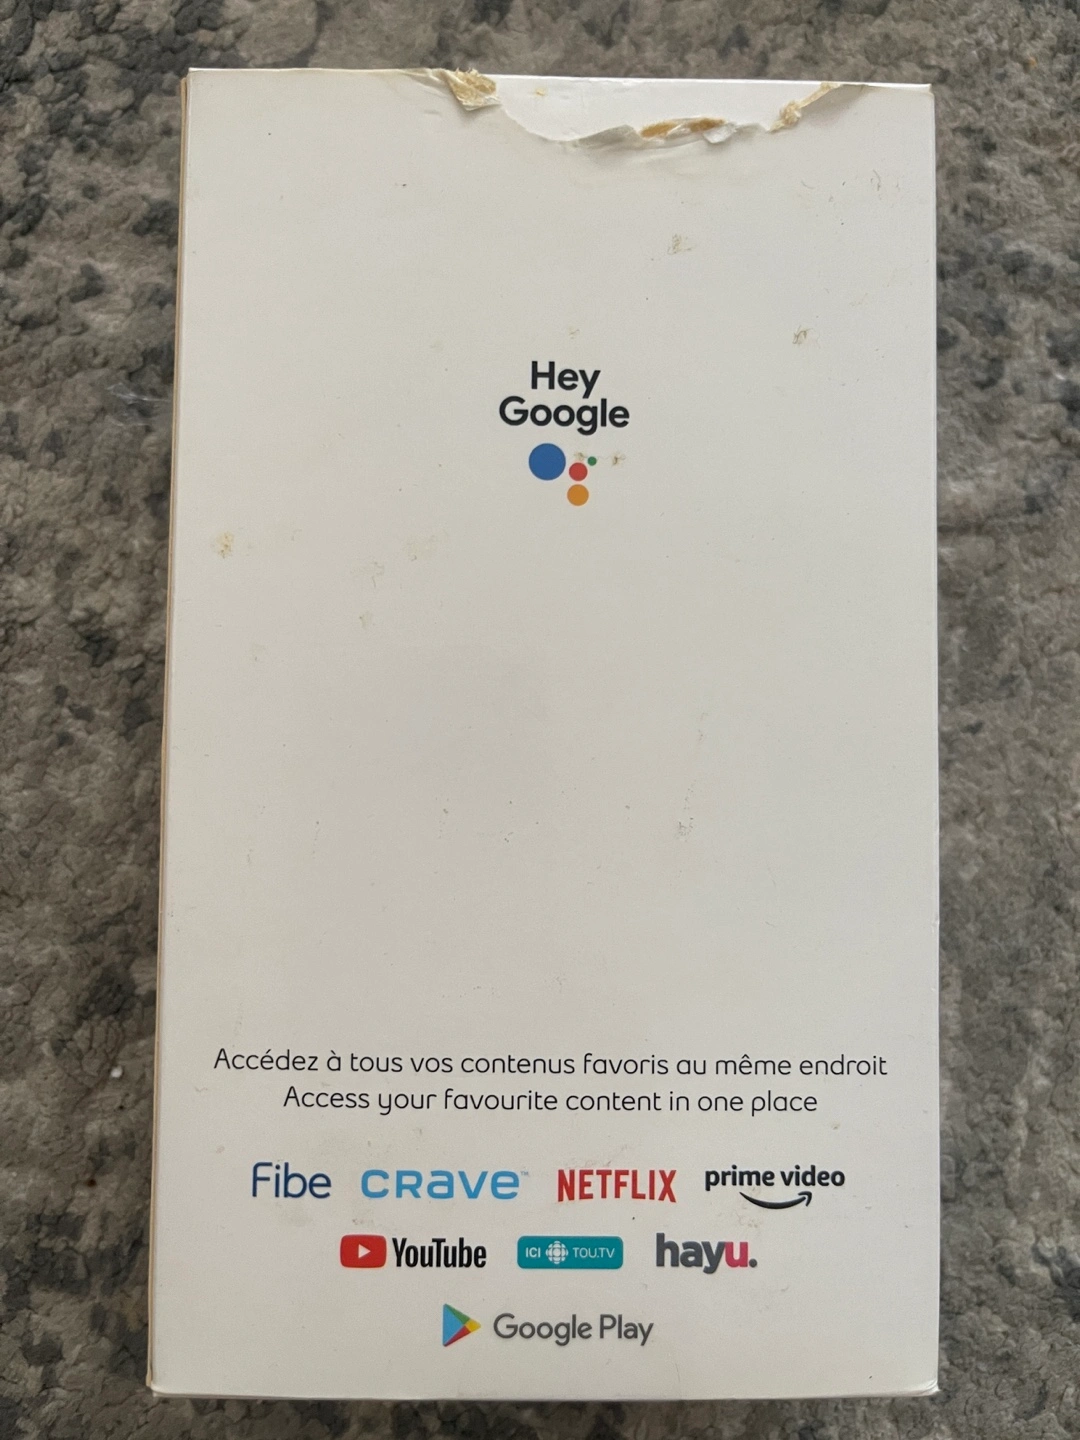 Hey
Google
Accédez à tous vos contenus favoris au même endroit
Access your favourite content in one place
Fibe CRAVE™ NETFLIX prime video
YouTube ICI TOU.TV hayu.
Google Play